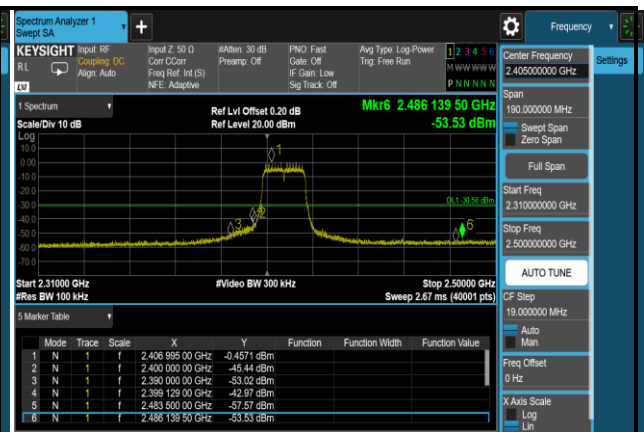 Spectrum Analyzer 1
Swept SA
Frequency
KEYSIGHT
RL
LXI
Input: RF
Coupling: DC
Align: Auto
Input Z: 50 Ω
Corr CCorr
Freq Ref: Int (S)
NFE: Adaptive
#Atten: 30 dB
Preamp: Off
PNO: Fast
Gate: Off
IF Gain: Low
Sig Track: Off
Avg Type: Log-Power
Trig: Free Run
1 2 3 4 5 6
M W W W W W
P N N N N N
Center Frequency
2.405000000 GHz
Settings
Span
190.000000 MHz
Swept Span
Zero Span
Full Span
Start Freq
2.310000000 GHz
Stop Freq
2.500000000 GHz
AUTO TUNE
CF Step
19.000000 MHz
Auto
Man
Freq Offset
0 Hz
X Axis Scale
Log
Lin
1 Spectrum
Scale/Div 10 dB
Ref Lvl Offset 0.20 dB
Ref Level 20.00 dBm
Mkr6 2.486 139 50 GHz
-53.53 dBm
Log
10.0
0.00
-10.0
-20.0
-30.0
-40.0
-50.0
-60.0
-70.0
1
3
6
DL1 -30.58 dBm
Start 2.31000 GHz
#Res BW 100 kHz
#Video BW 300 kHz
Stop 2.50000 GHz
Sweep 2.67 ms (40001 pts)
5 Marker Table
Mode Trace Scale X Y Function Function Width Function Value
1 N 1 f 2.406 995 00 GHz -0.4571 dBm
2 N 1 f 2.400 000 00 GHz -45.44 dBm
3 N 1 f 2.390 000 00 GHz -53.02 dBm
4 N 1 f 2.399 129 00 GHz -42.97 dBm
5 N 1 f 2.483 500 00 GHz -57.57 dBm
6 N 1 f 2.486 139 50 GHz -53.53 dBm